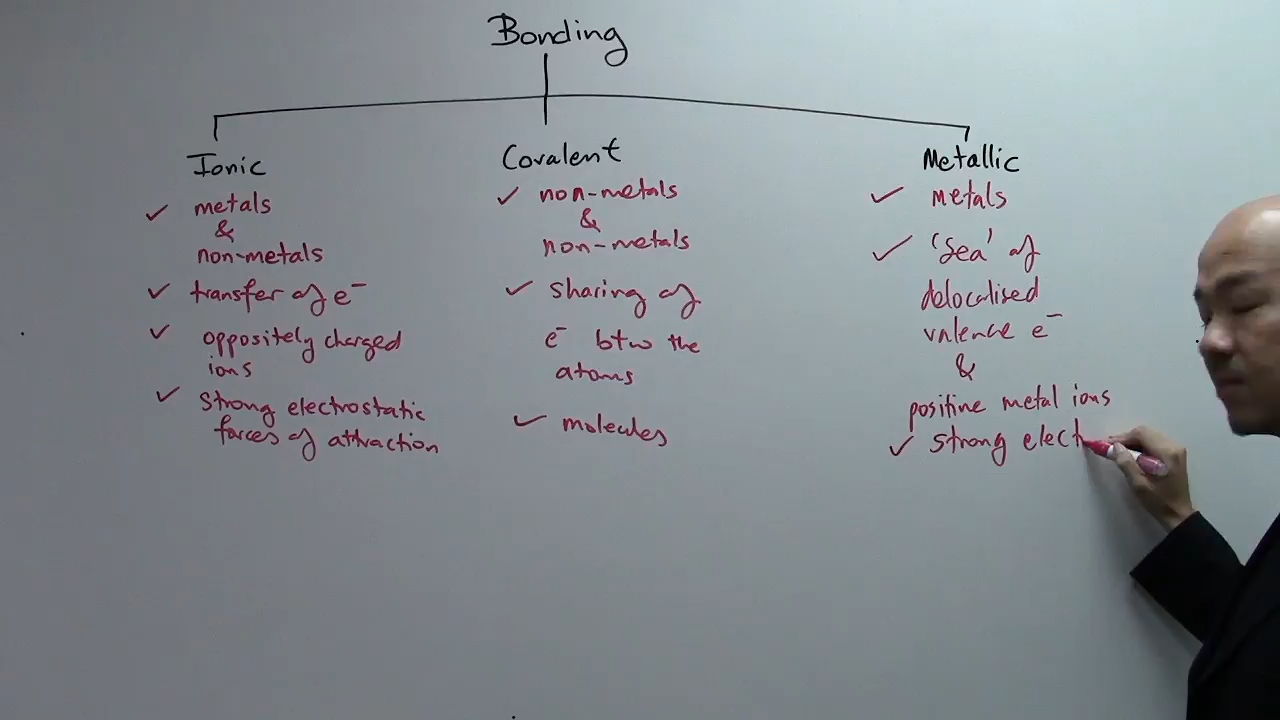 Bonding
Ionic
metals
&
non-metals
transfer of e⁻
oppositely charged
ions
strong electrostatic
forces of attraction
Covalent
non-metals
&
non-metals
sharing of
e⁻ btw the
atoms
molecules
Metallic
metals
'Sea' of
delocalised
valence e⁻
&
positive metal ions
strong elect